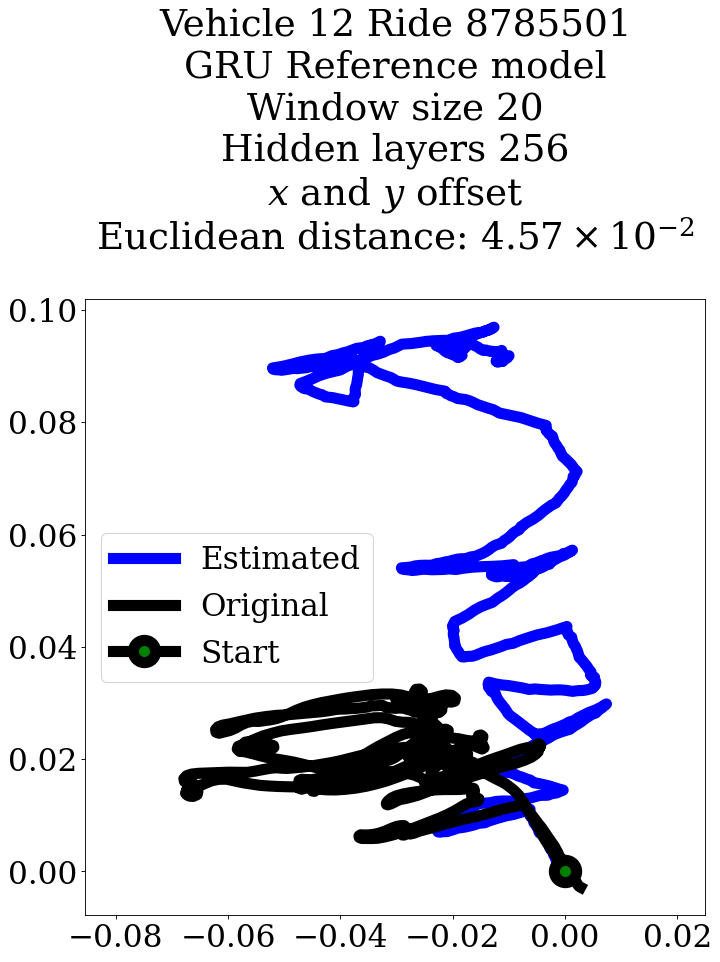 Vehicle 12 Ride 8785501
GRU Reference model
Window size 20
Hidden layers 256
x and y offset
Euclidean distance: 4.57 × 10⁻²
0.10
0.08
0.06
0.04
0.02
0.00
Estimated
Original
Start
−0.08 −0.06 −0.04 −0.02 0.00 0.02